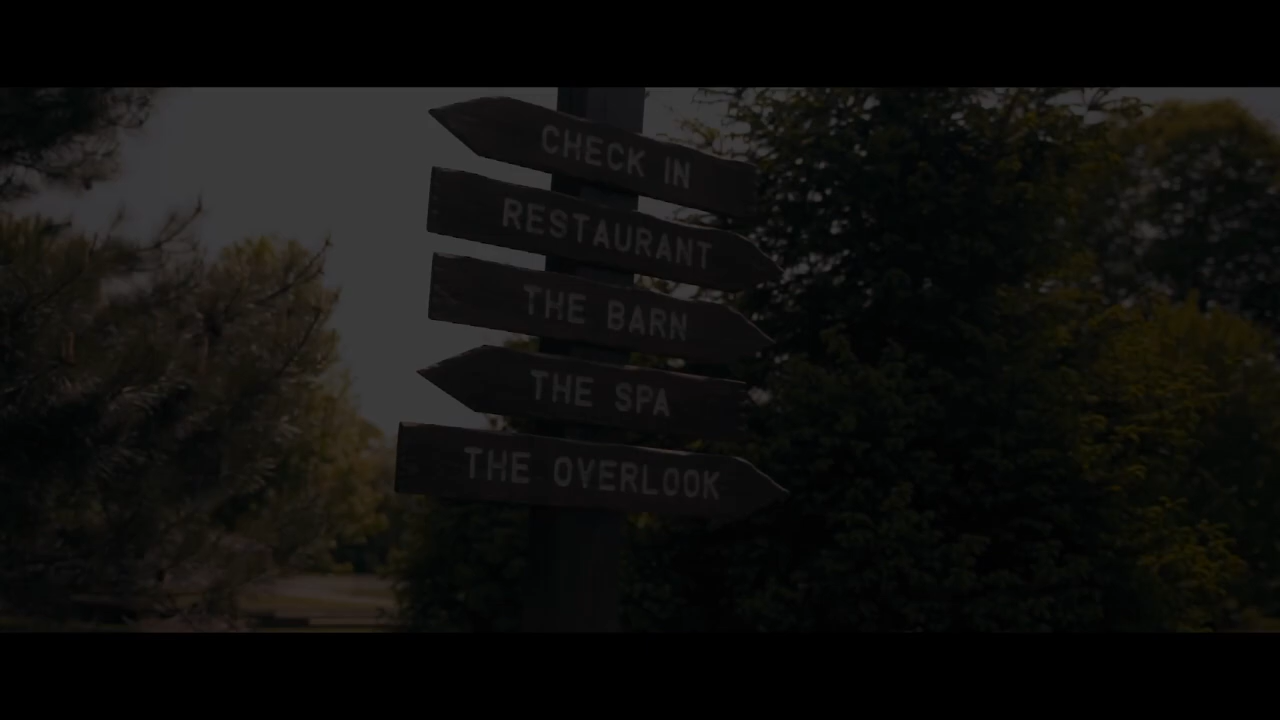 CHECK IN
RESTAURANT
THE BARN
THE SPA
THE OVERLOOK